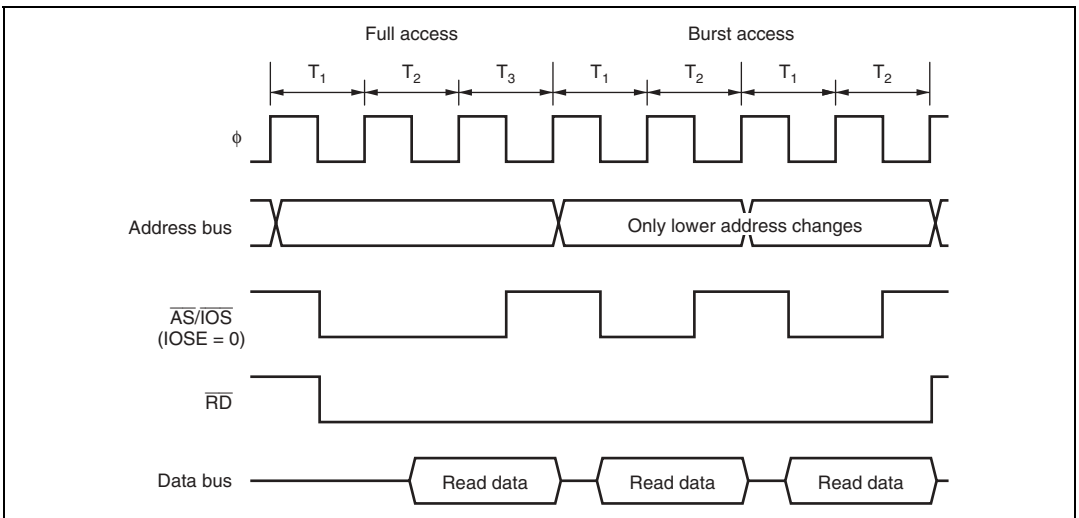 Full access Burst access
T1 T2 T3 T1 T2 T1 T2
φ
Address bus Only lower address changes
AS/IOS
(IOSE = 0)
RD
Data bus Read data Read data Read data